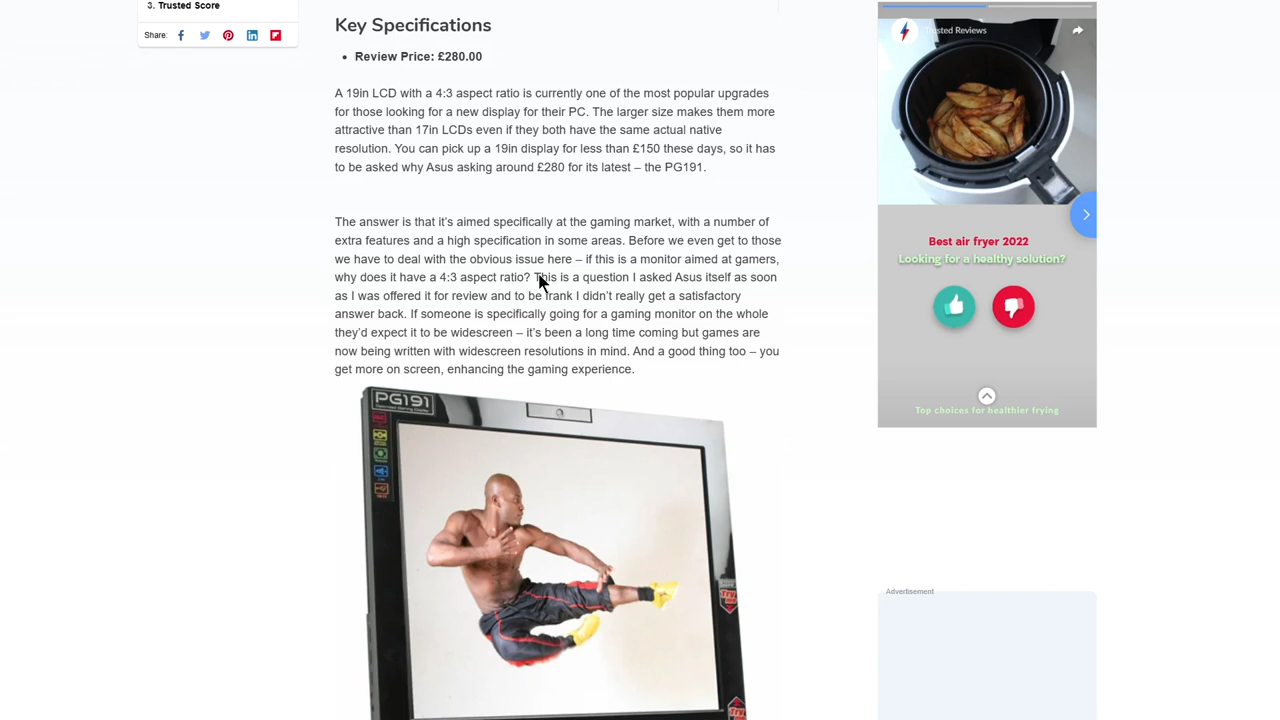 3. Trusted Score
Share:
Key Specifications
• Review Price: £280.00
A 19in LCD with a 4:3 aspect ratio is currently one of the most popular upgrades
for those looking for a new display for their PC. The larger size makes them more
attractive than 17in LCDs even if they both have the same actual native
resolution. You can pick up a 19in display for less than £150 these days, so it has
to be asked why Asus asking around £280 for its latest – the PG191.
The answer is that it’s aimed specifically at the gaming market, with a number of
extra features and a high specification in some areas. Before we even get to those
we have to deal with the obvious issue here – if this is a monitor aimed at gamers,
why does it have a 4:3 aspect ratio? This is a question I asked Asus itself as soon
as I was offered it for review and to be frank I didn’t really get a satisfactory
answer back. If someone is specifically going for a gaming monitor on the whole
they’d expect it to be widescreen – it’s been a long time coming but games are
now being written with widescreen resolutions in mind. And a good thing too – you
get more on screen, enhancing the gaming experience.
PG191
Trusted Reviews
Best air fryer 2022
Looking for a healthy solution?
Top choices for healthier frying
Advertisement